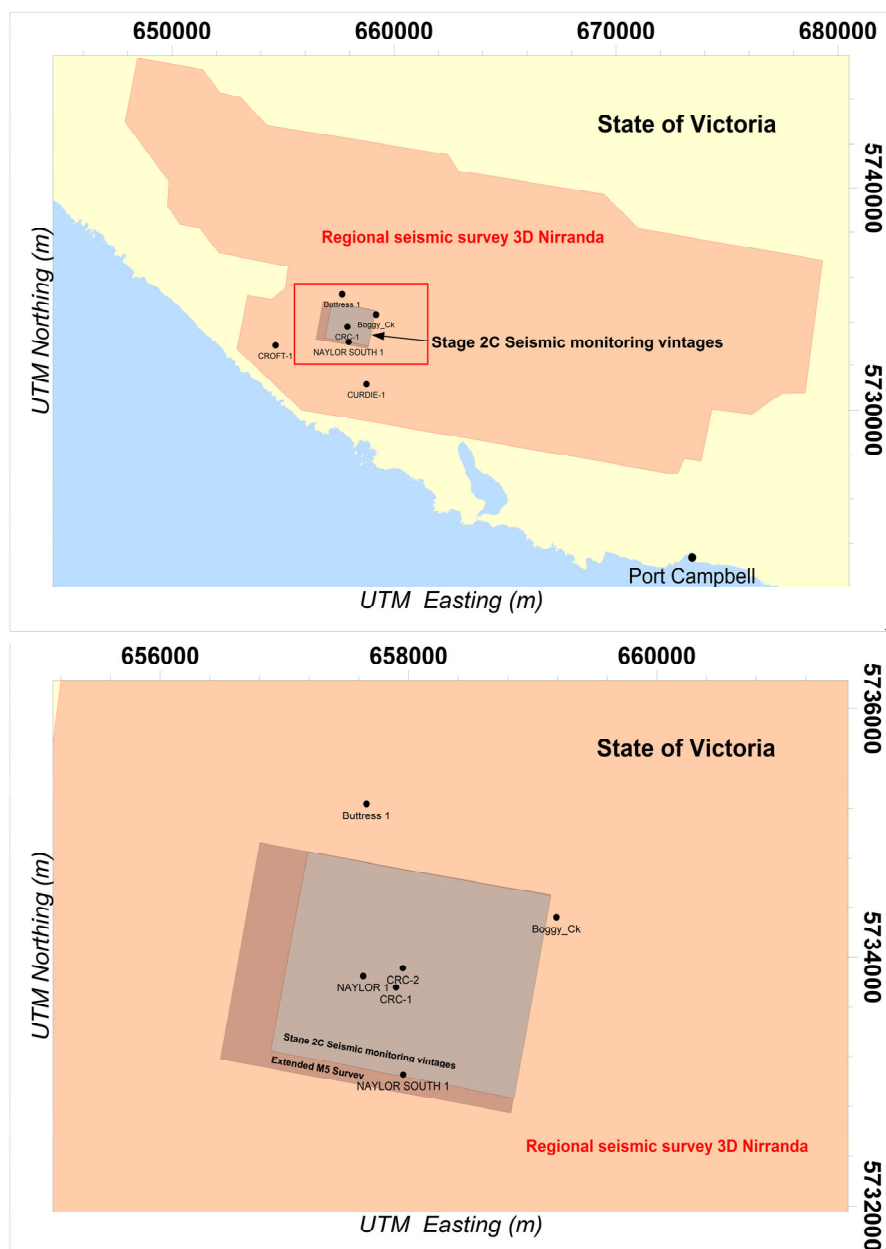 650000 660000 670000 680000
State of Victoria
5740000
Regional seismic survey 3D Nirranda
Buttress 1
Boggy_Ck
CRC-1
Stage 2C Seismic monitoring vintages
NAYLOR SOUTH 1
CROFT-1
CURDIE-1
5730000
UTM Northing (m)
Port Campbell
UTM Easting (m)
656000 658000 660000
5736000
State of Victoria
Buttress 1
Boggy_Ck
5734000
CRC-2
NAYLOR 1
CRC-1
UTM Northing (m)
Stage 2C Seismic monitoring vintages
Extended M5 Survey
NAYLOR SOUTH 1
Regional seismic survey 3D Nirranda
5732000
UTM Easting (m)